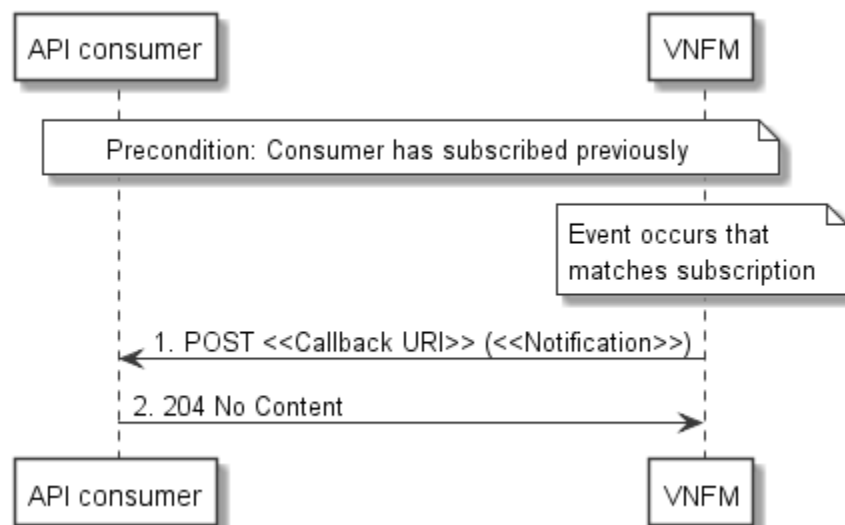 API consumer
VNFM
Precondition: Consumer has subscribed previously
Event occurs that
matches subscription
1. POST <<Callback URI>> (<<Notification>>)
2. 204 No Content
API consumer
VNFM